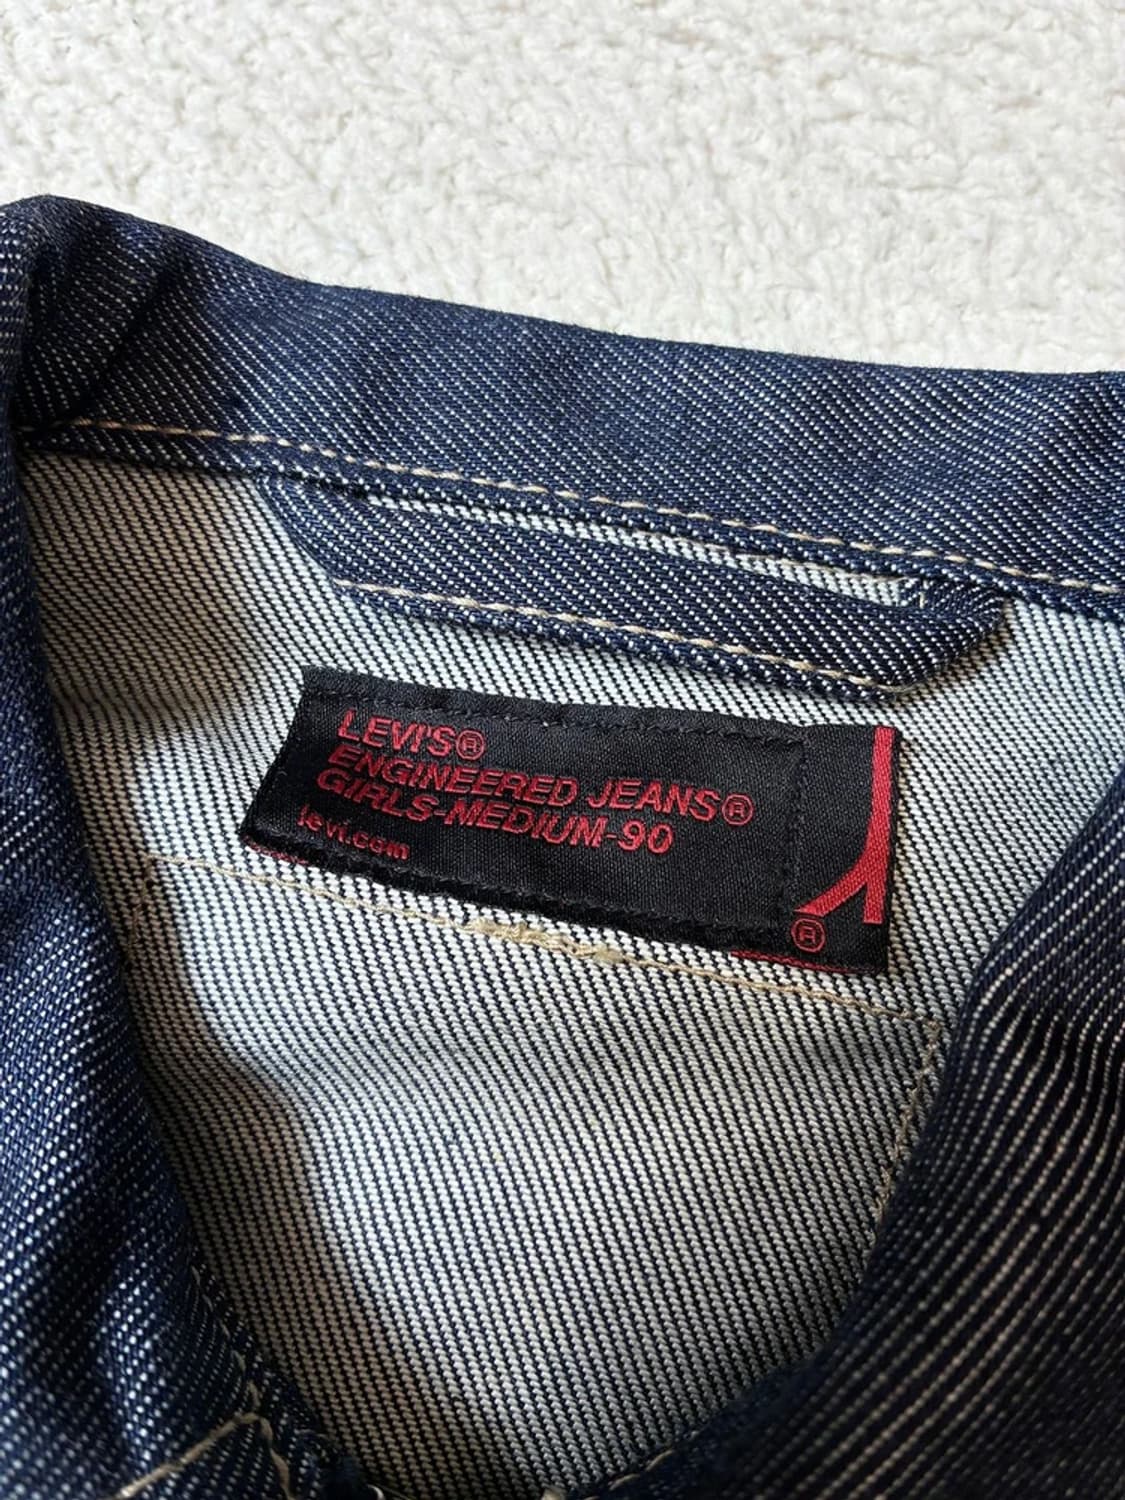 LEVI'S®
ENGINEERED JEANS®
GIRLS-MEDIUM-90
levi.com
®